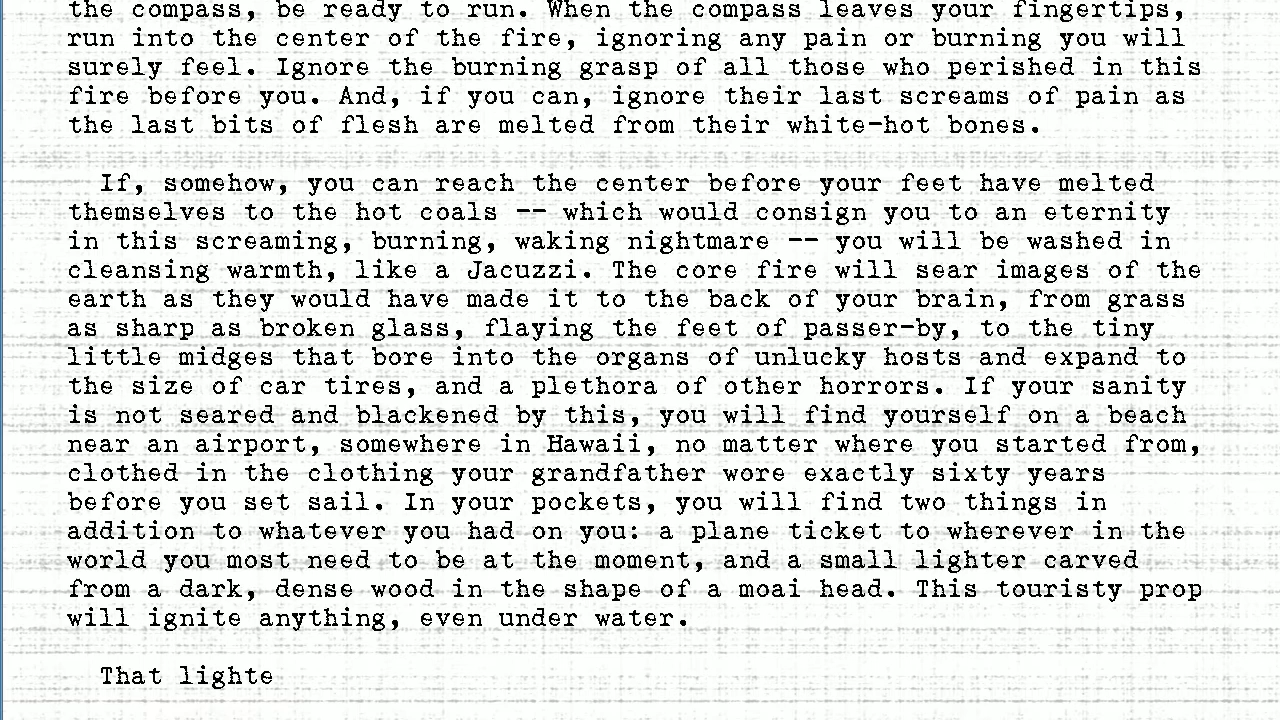 the compass, be ready to run. When the compass leaves your fingertips,
run into the center of the fire, ignoring any pain or burning you will
surely feel. Ignore the burning grasp of all those who perished in this
fire before you. And, if you can, ignore their last screams of pain as
the last bits of flesh are melted from their white-hot bones.
If, somehow, you can reach the center before your feet have melted
themselves to the hot coals -- which would consign you to an eternity
in this screaming, burning, waking nightmare -- you will be washed in
cleansing warmth, like a Jacuzzi. The core fire will sear images of the
earth as they would have made it to the back of your brain, from grass
as sharp as broken glass, flaying the feet of passer-by, to the tiny
little midges that bore into the organs of unlucky hosts and expand to
the size of car tires, and a plethora of other horrors. If your sanity
is not seared and blackened by this, you will find yourself on a beach
near an airport, somewhere in Hawaii, no matter where you started from,
clothed in the clothing your grandfather wore exactly sixty years
before you set sail. In your pockets, you will find two things in
addition to whatever you had on you: a plane ticket to wherever in the
world you most need to be at the moment, and a small lighter carved
from a dark, dense wood in the shape of a moai head. This touristy prop
will ignite anything, even under water.
That lighte